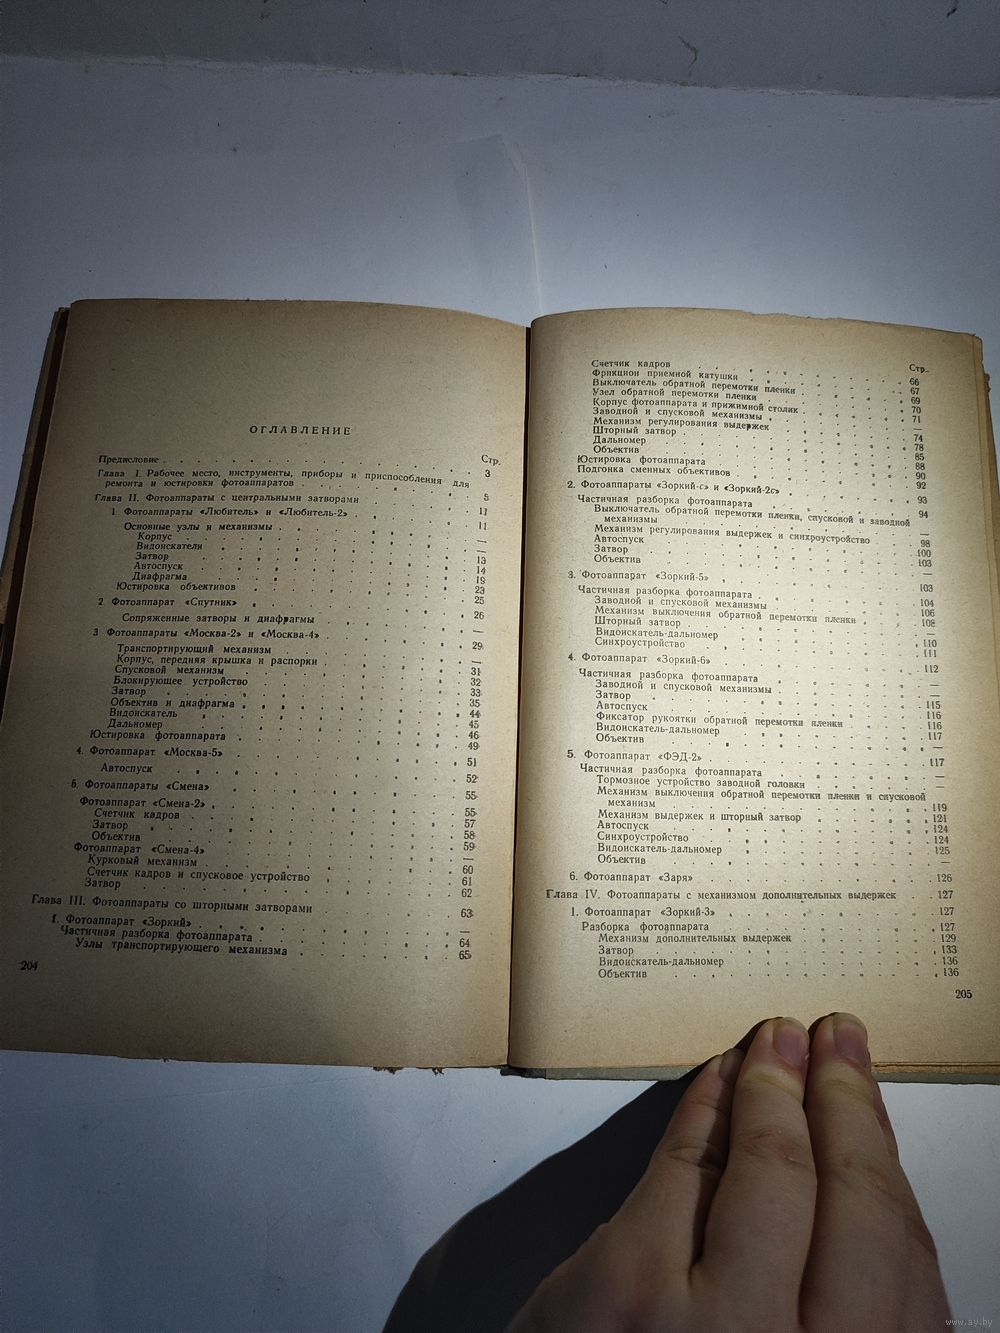 ОГЛАВЛЕНИЕ
Стр.
Предисловие . 3
Глава I. Рабочее место, инструменты, приборы и приспособления для
ремонта и юстировки фотоаппаратов . 5
Глава II. Фотоаппараты с центральными затворами 11
1 Фотоаппараты «Любитель» и «Любитель-2» 11
Основные узлы и механизмы . —
Корпус —
Видоискатели 13
Затвор 14
Автоспуск 19
Диафрагма 23
Юстировка объективов 25
2 Фотоаппарат «Спутник» 26
Сопряженные затворы и диафрагмы —
3 Фотоаппараты «Москва-2» и «Москва-4» 29
Транспортирующий механизм —
Корпус, передняя крышка и распорки 31
Спусковой механизм 32
Блокирующее устройство 33
Затвор 35
Объектив и диафрагма 44
Видоискатель 45
Дальномер 46
Юстировка фотоаппарата 49
4. Фотоаппарат «Москва-5» 51
Автоспуск 52
5. Фотоаппараты «Смена» 55
Фотоаппарат «Смена-2» 55
Счетчик кадров 57
Затвор 58
Объектив 59
Фотоаппарат «Смена-4» —
Курковый механизм 60
Счетчик кадров и спусковое устройство 61
Затвор 62
Глава III. Фотоаппараты со шторными затворами 63
1. Фотоаппарат «Зоркий» —
Частичная разборка фотоаппарата 64
Узлы транспортирующего механизма 65
204
Стр.
Счетчик кадров 66
Фрикцион приемной катушки 67
Выключатель обратной перемотки пленки 69
Узел обратной перемотки пленки 70
Корпус фотоаппарата и прижимной столик 71
Заводной и спусковой механизмы —
Механизм регулирования выдержек 74
Шторный затвор 78
Дальномер 85
Объектив 88
Юстировка фотоаппарата 90
Подгонка сменных объективов 92
2. Фотоаппараты «Зоркий-с» и «Зоркий-2с» 93
Частичная разборка фотоаппарата 94
Выключатель обратной перемотки пленки, спусковой и заводной
механизмы —
Механизм регулирования выдержек и синхроустройство 98
Автоспуск 100
Затвор 103
Объектив —
3. Фотоаппарат «Зоркий-5» 103
Частичная разборка фотоаппарата 104
Заводной и спусковой механизмы 106
Механизм выключения обратной перемотки пленки 108
Шторный затвор —
Видоискатель-дальномер 110
Синхроустройство 111
4. Фотоаппарат «Зоркий-6» 112
Частичная разборка фотоаппарата —
Заводной и спусковой механизмы —
Затвор 115
Автоспуск 116
Фиксатор рукоятки обратной перемотки пленки 116
Видоискатель-дальномер 117
Объектив —
5. Фотоаппарат «ФЭД-2» 117
Частичная разборка фотоаппарата —
Тормозное устройство заводной головки —
Механизм выключения обратной перемотки пленки и спусковой
механизм 119
Механизм выдержек и шторный затвор 121
Автоспуск 124
Синхроустройство 124
Видоискатель-дальномер 125
Объектив —
6. Фотоаппарат «Заря» 126
Глава IV. Фотоаппараты с механизмом дополнительных выдержек 127
1. Фотоаппарат «Зоркий-3» 127
Разборка фотоаппарата 127
Механизм дополнительных выдержек 129
Затвор 133
Видоискатель-дальномер 136
Объектив 136
205
www.ay.by